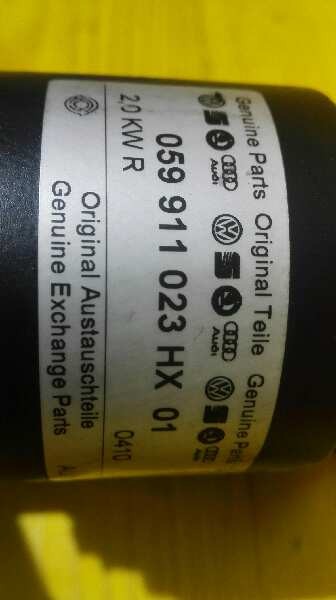 Genuine Parts Original Teile Genuine Parts
Audi Audi
059 911 023 HX 01
2,0 KW R 0410
Original Austauschteile
Genuine Exchange Parts